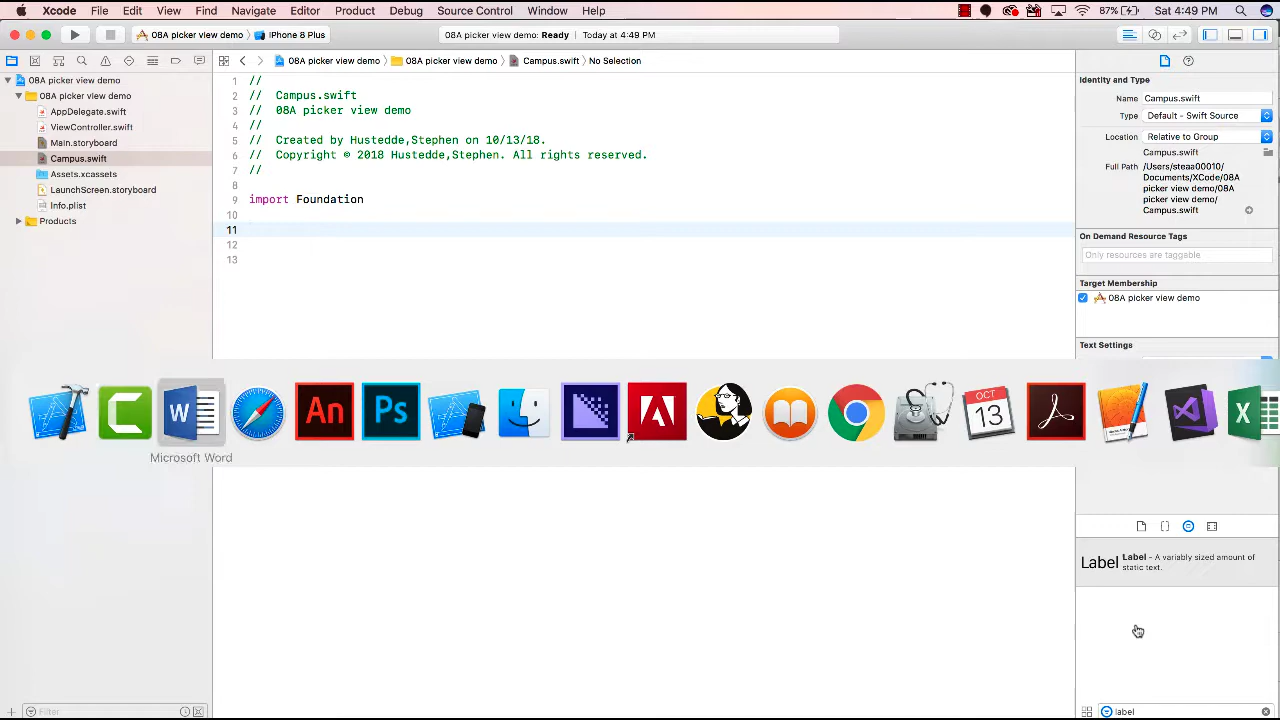 Xcode File Edit View Find Navigate Editor Product Debug Source Control Window Help 87% Sat 4:49 PM
08A picker view demo iPhone 8 Plus 08A picker view demo: Ready Today at 4:49 PM
08A picker view demo 08A picker view demo Campus.swift No Selection
08A picker view demo
08A picker view demo
AppDelegate.swift
ViewController.swift
Main.storyboard
Campus.swift
Assets.xcassets
LaunchScreen.storyboard
Info.plist
Products
1 //
2 // Campus.swift
3 // 08A picker view demo
4 //
5 // Created by Hustedde,Stephen on 10/13/18.
6 // Copyright © 2018 Hustedde,Stephen. All rights reserved.
7 //
8
9 import Foundation
10
11
12
13
Identity and Type
Name Campus.swift
Type Default - Swift Source
Location Relative to Group
Campus.swift
Full Path /Users/steaa00010/
Documents/XCode/08A
picker view demo/08A
picker view demo/
Campus.swift
On Demand Resource Tags
Only resources are taggable
Target Membership
08A picker view demo
Text Settings
C W An Ps OCT 13 X
Microsoft Word
Label Label - A variably sized amount of
static text.
Filter
label